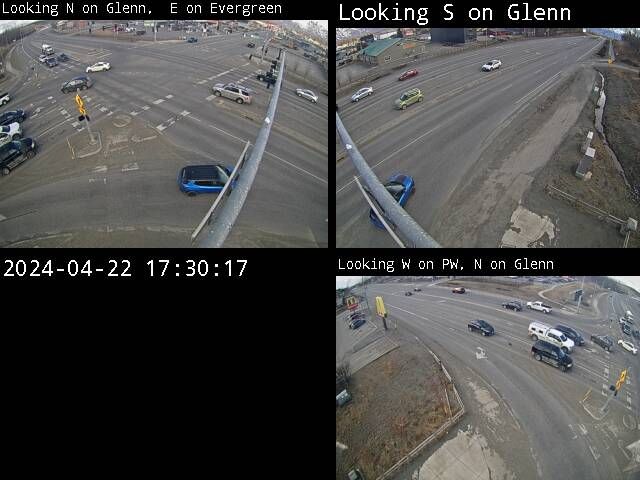 Looking N on Glenn,  E on Evergreen
Looking S on Glenn
2024-04-22 17:30:17
Looking W on PW, N on Glenn